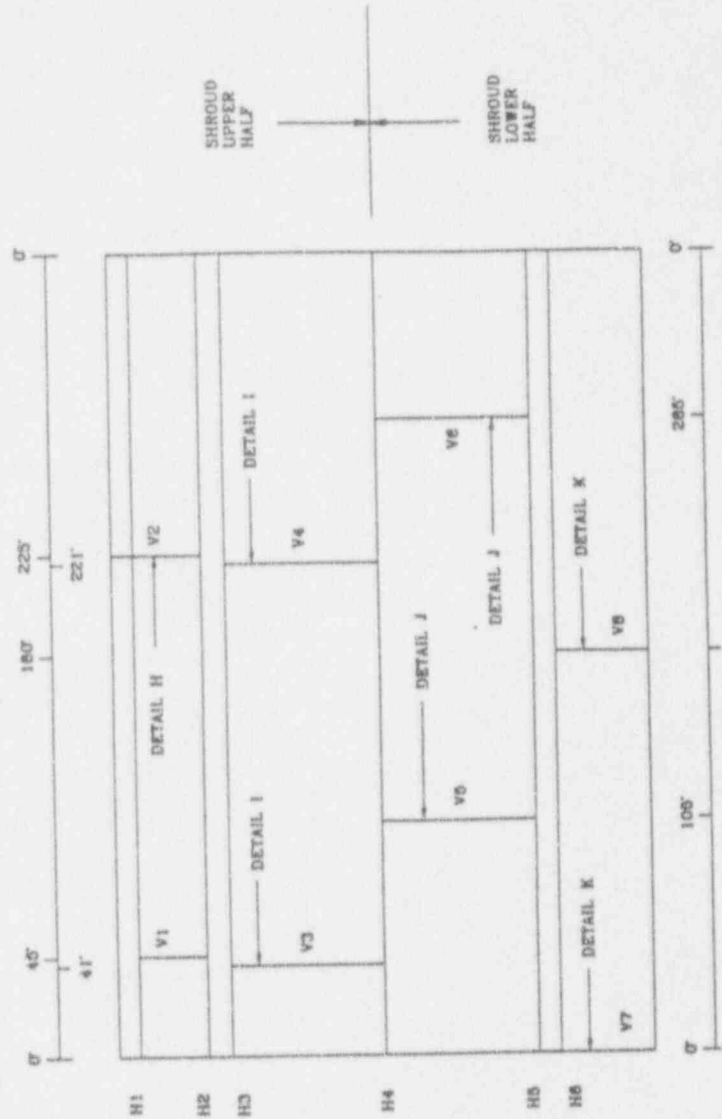 0°
45°
41°
180°
225°
221°
0°
SHROUD
UPPER
HALF
SHROUD
LOWER
HALF
H1
H2
H3
H4
H5
H6
V1
V2
DETAIL H
DETAIL I
V3
DETAIL I
V4
DETAIL J
V5
V6
DETAIL J
DETAIL K
V7
DETAIL K
V8
0°
106°
0°